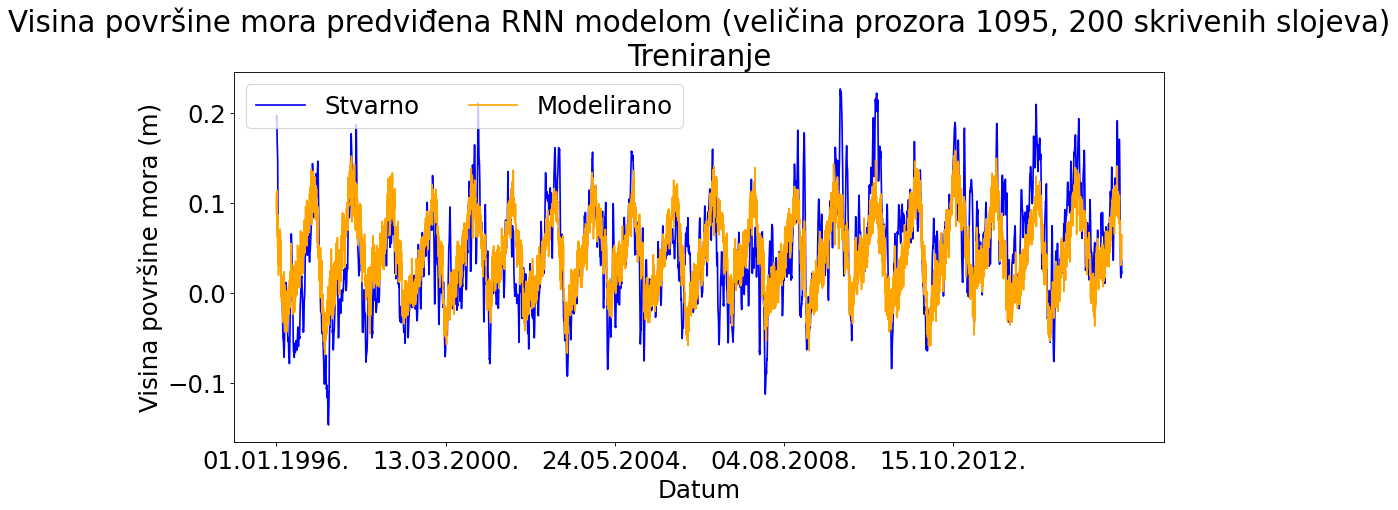 Visina površine mora predviđena RNN modelom (veličina prozora 1095, 200 skrivenih slojeva)
Treniranje
Stvarno Modelirano
Visina površine mora (m)
0.2
0.1
0.0
−0.1
01.01.1996. 13.03.2000. 24.05.2004. 04.08.2008. 15.10.2012.
Datum